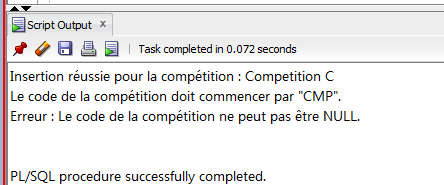 Script Output x
Task completed in 0.072 seconds
Insertion réussie pour la compétition : Competition C
Le code de la compétition doit commencer par "CMP".
Erreur : Le code de la compétition ne peut pas être NULL.
PL/SQL procedure successfully completed.